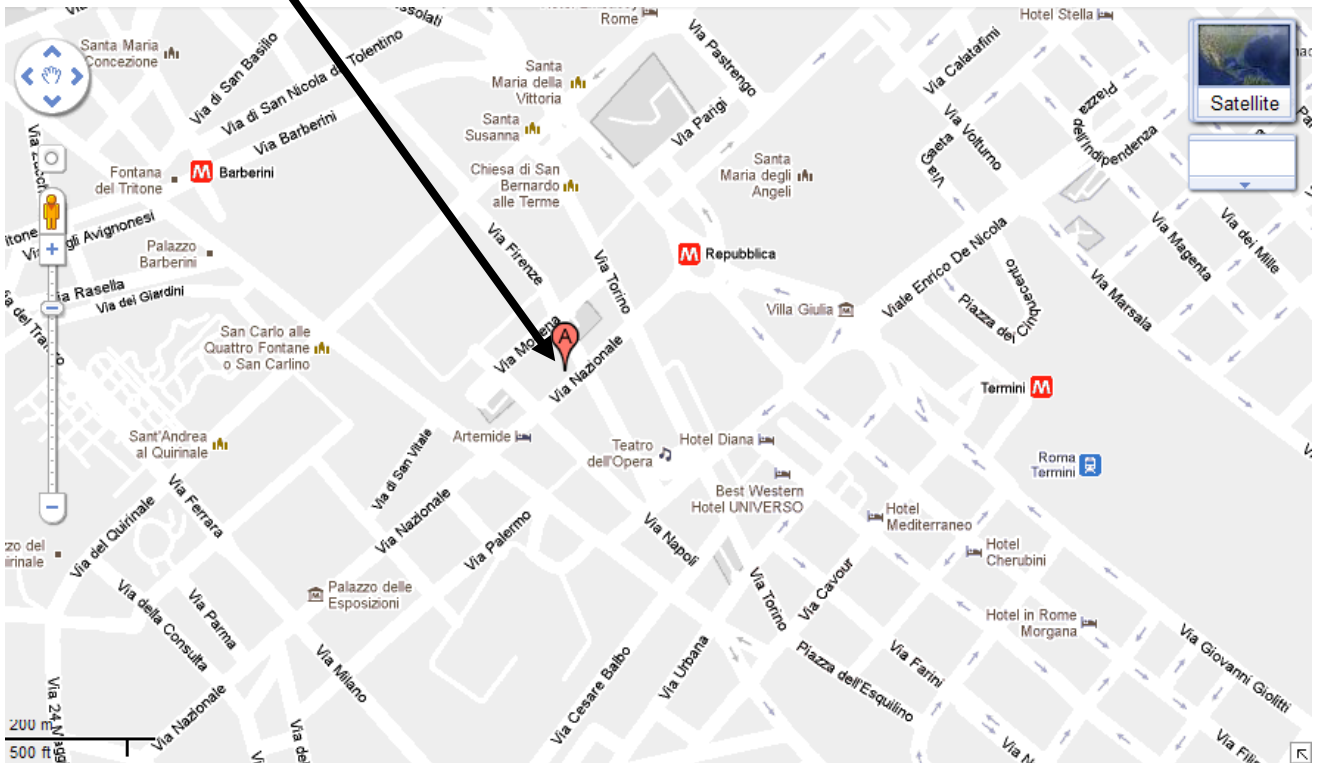 Rome
Hotel Stella
Santa Maria
Concezione
Via di San Basilio
Via di San Nicola di Tolentino
Via Barberini
Santa
Maria della
Vittoria
Santa
Susanna
Via Pastrengo
Via Parigi
Via Calatafimi
Via Volturno
Via Gaeta
Piazza
dell'Indipendenza
Satellite
Fontana
del Tritone
M Barberini
Chiesa di San
Bernardo
alle Terme
Santa
Maria degli
Angeli
gli Avignonesi
Palazzo
Barberini
Via Firenze
Via Torino
M Repubblica
Viale Enrico De Nicola
Piazza dei Cinquecento
Via Magenta
Via dei Mille
Via Marsala
ia Rasella
Via dei Giardini
Villa Giulia
San Carlo alle
Quattro Fontane
o San Carlino
Via Modena
A
Via Nazionale
Termini M
Sant'Andrea
al Quirinale
Artemide
Via di San Vitale
Teatro
dell'Opera
Hotel Diana
Roma
Termini
Best Western
Hotel UNIVERSO
Hotel
Mediterraneo
Hotel
Cherubini
Via Ferrara
Via del Quirinale
Via Nazionale
Via Palermo
Via Napoli
zo del
irinale
Palazzo delle
Esposizioni
Via Torino
Via Cavour
Hotel in Rome
Morgana
Via della Consulta
Via Parma
Via Milano
Via Cesare Balbo
Via Urbana
Piazza dell'Esquilino
Via Farini
Via Giovanni Giolitti
Via Nazionale
200 m
500 ft